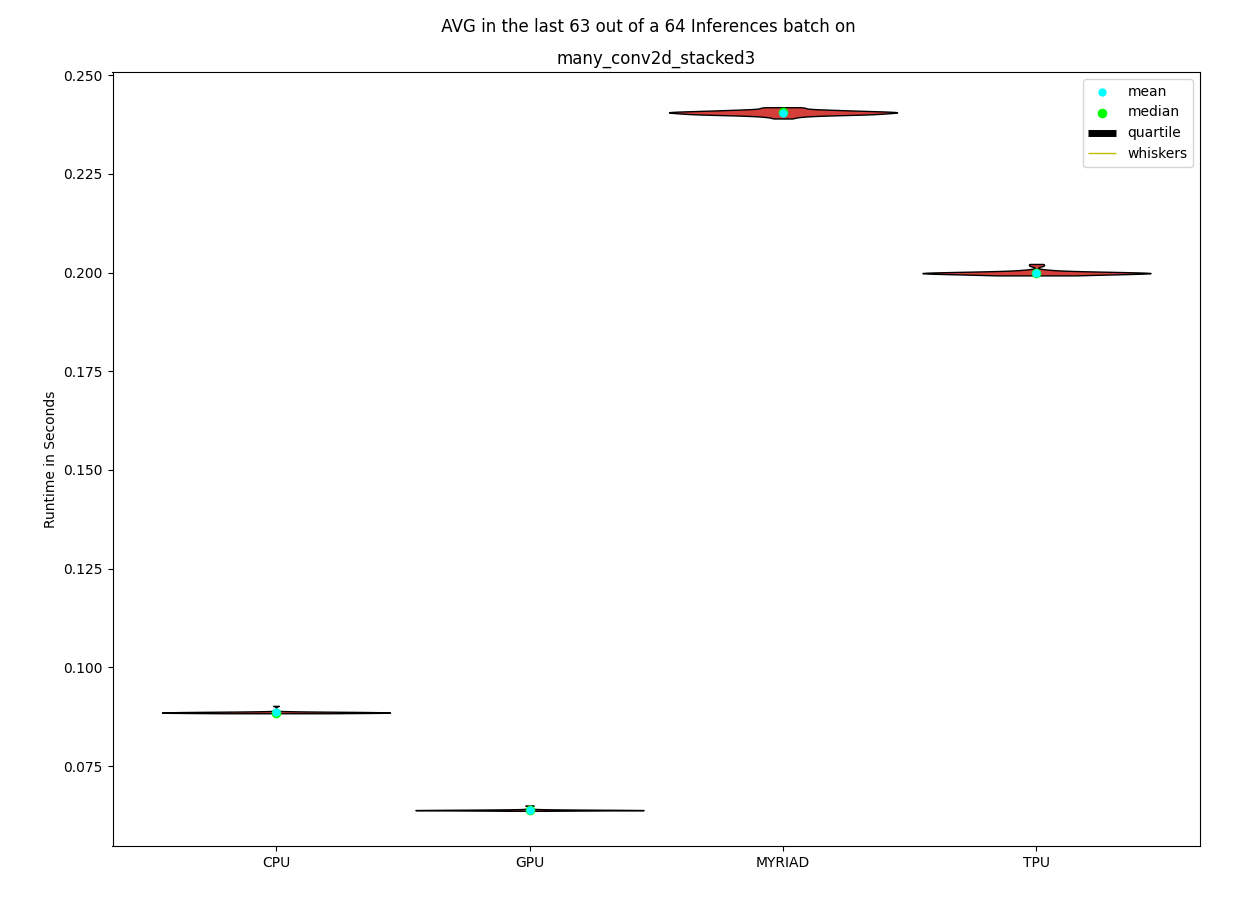 AVG in the last 63 out of a 64 Inferences batch on
many_conv2d_stacked3
0.250
0.225
0.200
0.175
0.150
0.125
0.100
0.075
Runtime in Seconds
mean
median
quartile
whiskers
CPU
GPU
MYRIAD
TPU